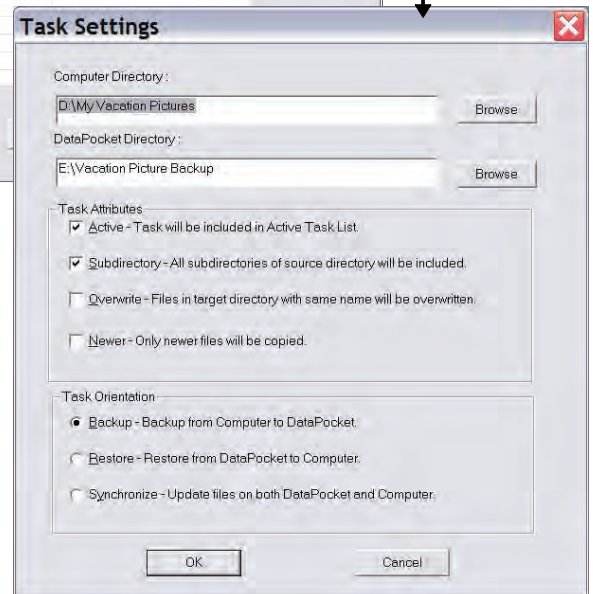 Task Settings
Computer Directory :
D:\My Vacation Pictures
Browse
DataPocket Directory :
E:\Vacation Picture Backup
Browse
Task Attributes
Active - Task will be included in Active Task List.
Subdirectory - All subdirectories of source directory will be included.
Overwrite - Files in target directory with same name will be overwritten.
Newer - Only newer files will be copied.
Task Orientation
Backup - Backup from Computer to DataPocket.
Restore - Restore from DataPocket to Computer.
Synchronize - Update files on both DataPocket and Computer.
OK
Cancel